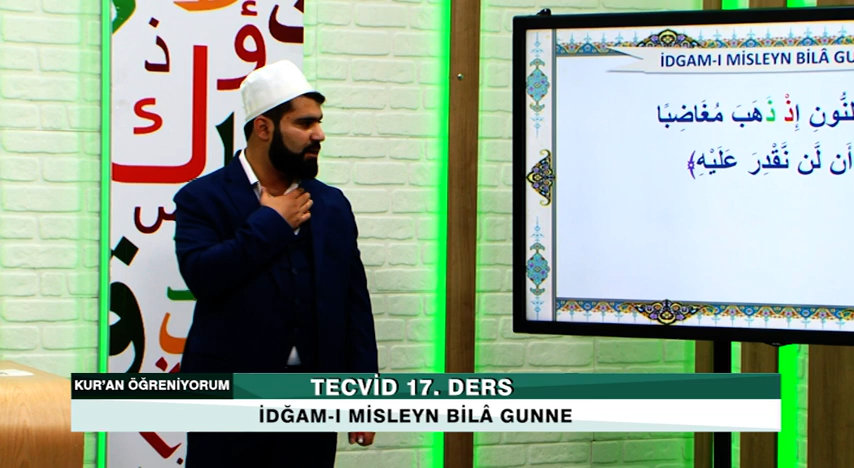 İDGAM-I MİSLEYN BİLÂ GU
النُّونِ إِذْ ذَهَبَ مُغَاضِبًا
أَن لَن نَّقْدِرَ عَلَيْهِ﴾
KUR'AN ÖĞRENİYORUM
TECVİD 17. DERS
İDĞAM-I MİSLEYN BİLÂ GUNNE